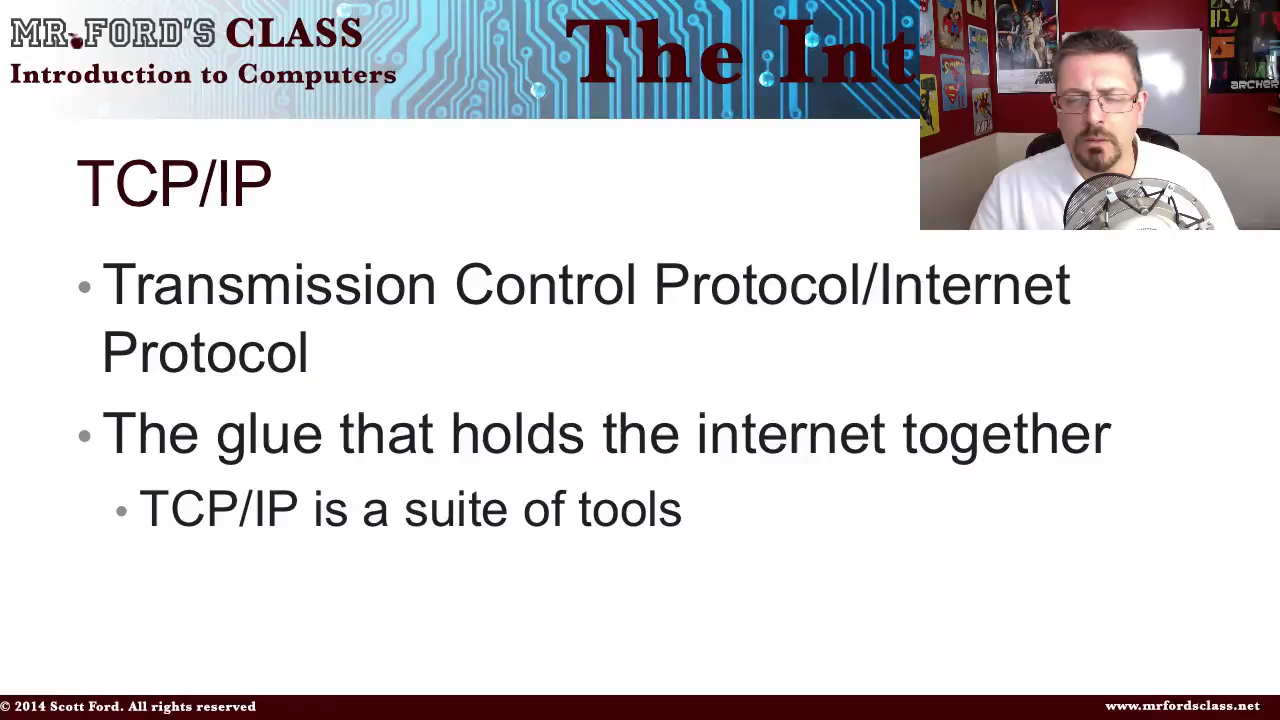 MR. FORD'S CLASS
Introduction to Computers
The Int
ARCHER
TCP/IP
• Transmission Control Protocol/Internet
Protocol
• The glue that holds the internet together
• TCP/IP is a suite of tools
© 2014 Scott Ford. All rights reserved
www.mrfordsclass.net